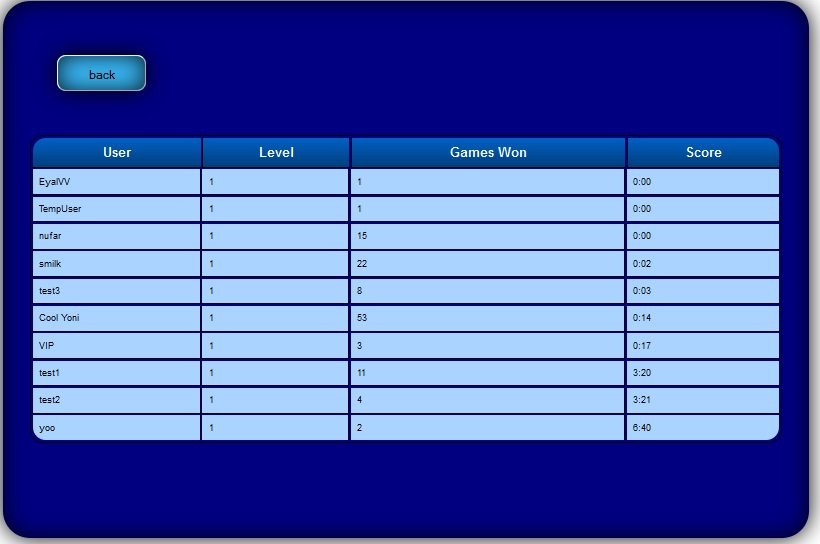 back
User Level Games Won Score
EyalVV 1 1 0:00
TempUser 1 1 0:00
nufar 1 15 0:00
smilk 1 22 0:02
test3 1 8 0:03
Cool Yoni 1 53 0:14
VIP 1 3 0:17
test1 1 11 3:20
test2 1 4 3:21
yoo 1 2 6:40